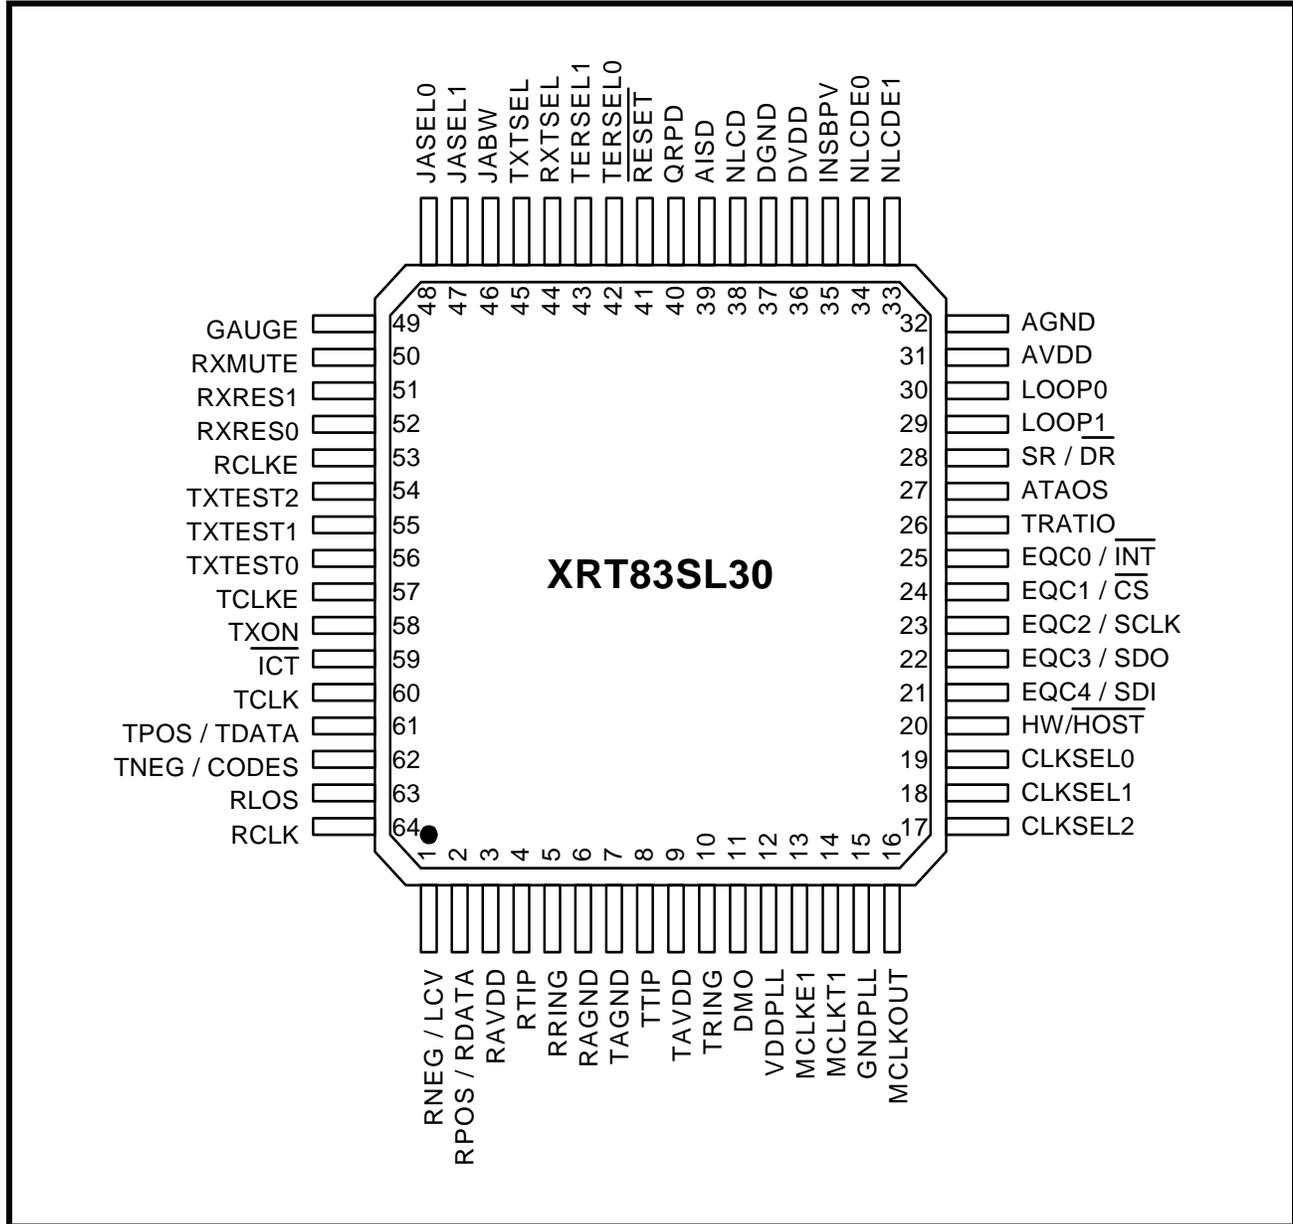 JASEL0
JASEL1
JABW
TXTSEL
RXTSEL
TERSEL1
TERSEL0
RESET
QRPD
AISD
NLCD
DGND
DVDD
INSBPV
NLCDE0
NLCDE1
48
47
46
45
44
43
42
41
40
39
38
37
36
35
34
33
GAUGE 49
RXMUTE 50
RXRES1 51
RXRES0 52
RCLKE 53
TXTEST2 54
TXTEST1 55
TXTEST0 56
TCLKE 57
TXON 58
ICT 59
TCLK 60
TPOS / TDATA 61
TNEG / CODES 62
RLOS 63
RCLK 64
XRT83SL30
32 AGND
31 AVDD
30 LOOP0
29 LOOP1
28 SR / DR
27 ATAOS
26 TRATIO
25 EQC0 / INT
24 EQC1 / CS
23 EQC2 / SCLK
22 EQC3 / SDO
21 EQC4 / SDI
20 HW/HOST
19 CLKSEL0
18 CLKSEL1
17 CLKSEL2
1
2
3
4
5
6
7
8
9
10
11
12
13
14
15
16
RNEG / LCV
RPOS / RDATA
RAVDD
RTIP
RRING
RAGND
TAGND
TTIP
TAVDD
TRING
DMO
VDDPLL
MCLKE1
MCLKT1
GNDPLL
MCLKOUT